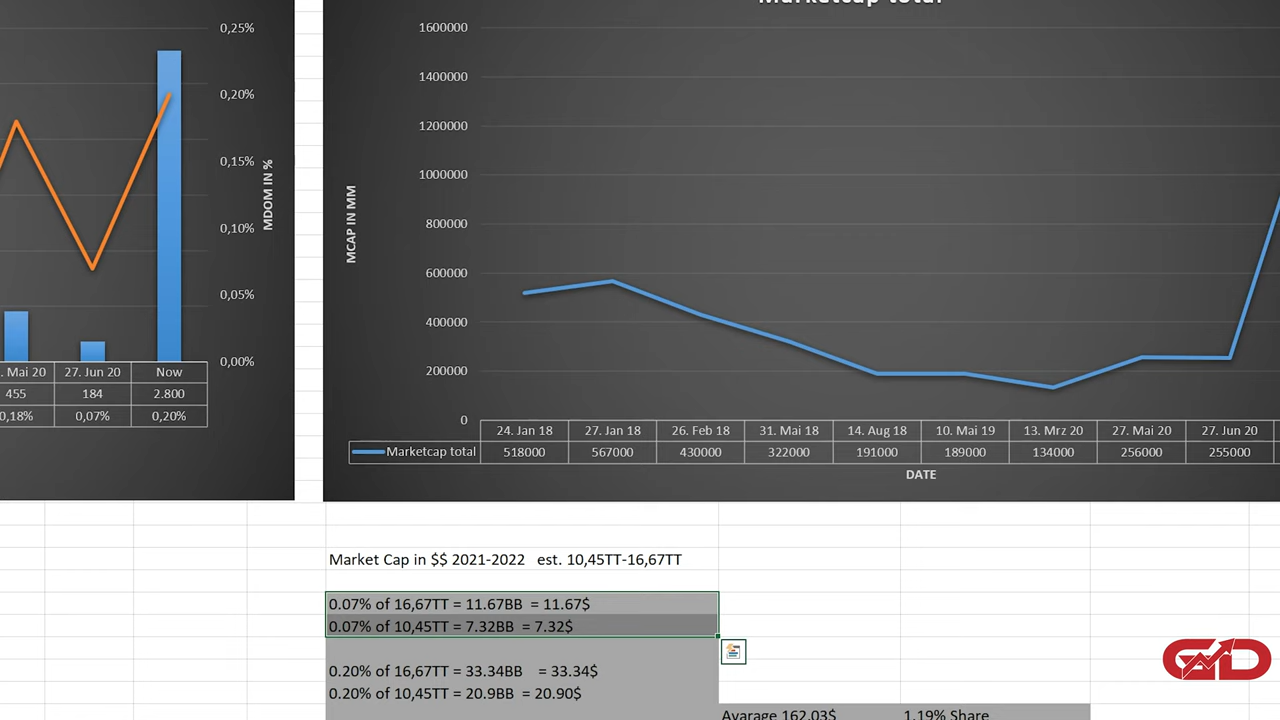 Marketcap total
0,25%
0,20%
0,15%
0,10%
0,05%
0,00%
MDOM IN %
. Mai 20 27. Jun 20 Now
455 184 2.800
0,18% 0,07% 0,20%
1600000
1400000
1200000
1000000
800000
600000
400000
200000
0
MCAP IN MM
24. Jan 18 27. Jan 18 26. Feb 18 31. Mai 18 14. Aug 18 10. Mai 19 13. Mrz 20 27. Mai 20 27. Jun 20
Marketcap total 518000 567000 430000 322000 191000 189000 134000 256000 255000
DATE
Market Cap in $$ 2021-2022 est. 10,45TT-16,67TT
0.07% of 16,67TT = 11.67BB = 11.67$
0.07% of 10,45TT = 7.32BB = 7.32$
0.20% of 16,67TT = 33.34BB = 33.34$
0.20% of 10,45TT = 20.9BB = 20.90$
Avarage 162.03$ 1.19% Share